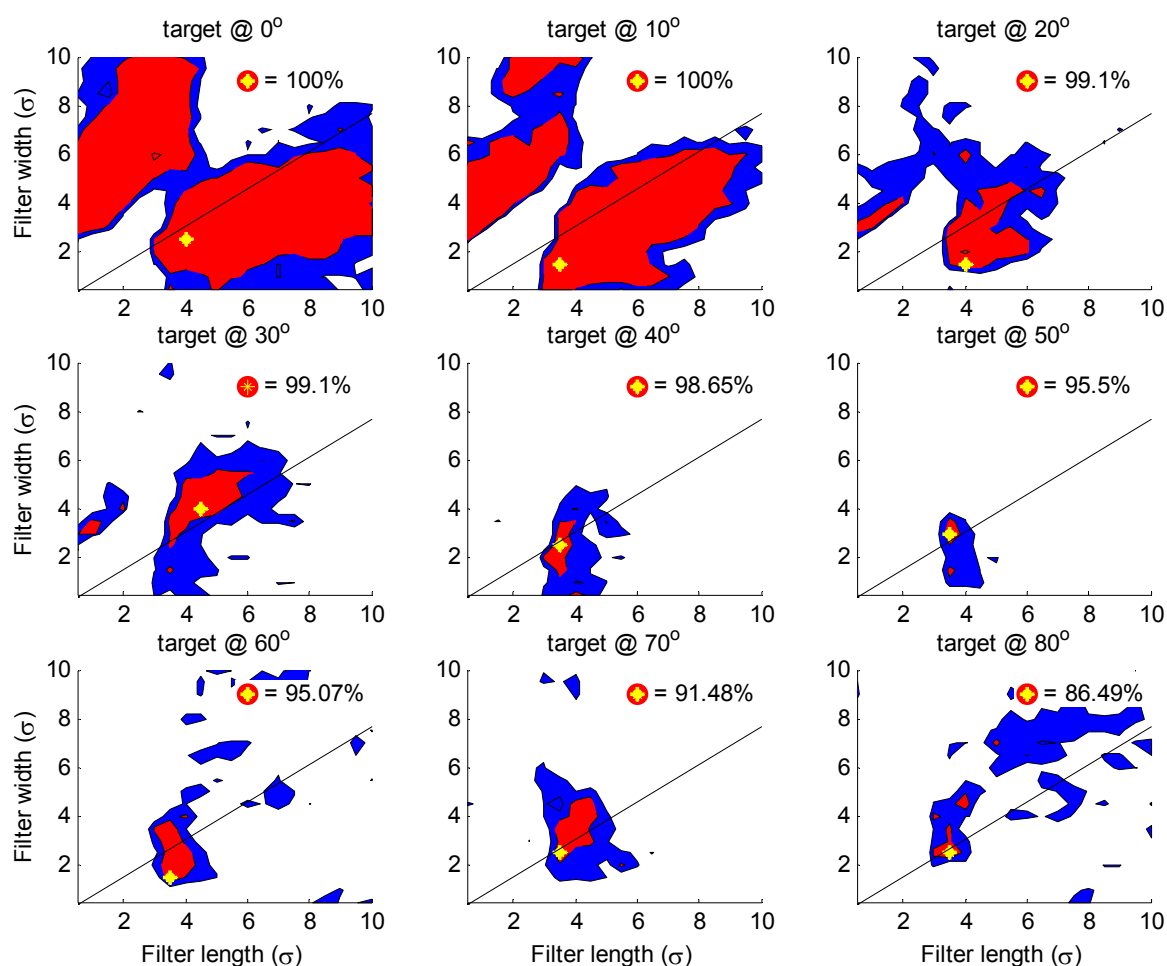 target @ 0°
target @ 10°
target @ 20°
10
8
6
4
2
Filter width (σ)
= 100%
2 4 6 8 10
10
8
6
4
2
= 100%
2 4 6 8 10
10
8
6
4
2
= 99.1%
2 4 6 8 10
target @ 30°
target @ 40°
target @ 50°
10
8
6
4
2
Filter width (σ)
= 99.1%
2 4 6 8 10
10
8
6
4
2
= 98.65%
2 4 6 8 10
10
8
6
4
2
= 95.5%
2 4 6 8 10
target @ 60°
target @ 70°
target @ 80°
10
8
6
4
2
Filter width (σ)
= 95.07%
2 4 6 8 10
Filter length (σ)
10
8
6
4
2
= 91.48%
2 4 6 8 10
Filter length (σ)
10
8
6
4
2
= 86.49%
2 4 6 8 10
Filter length (σ)